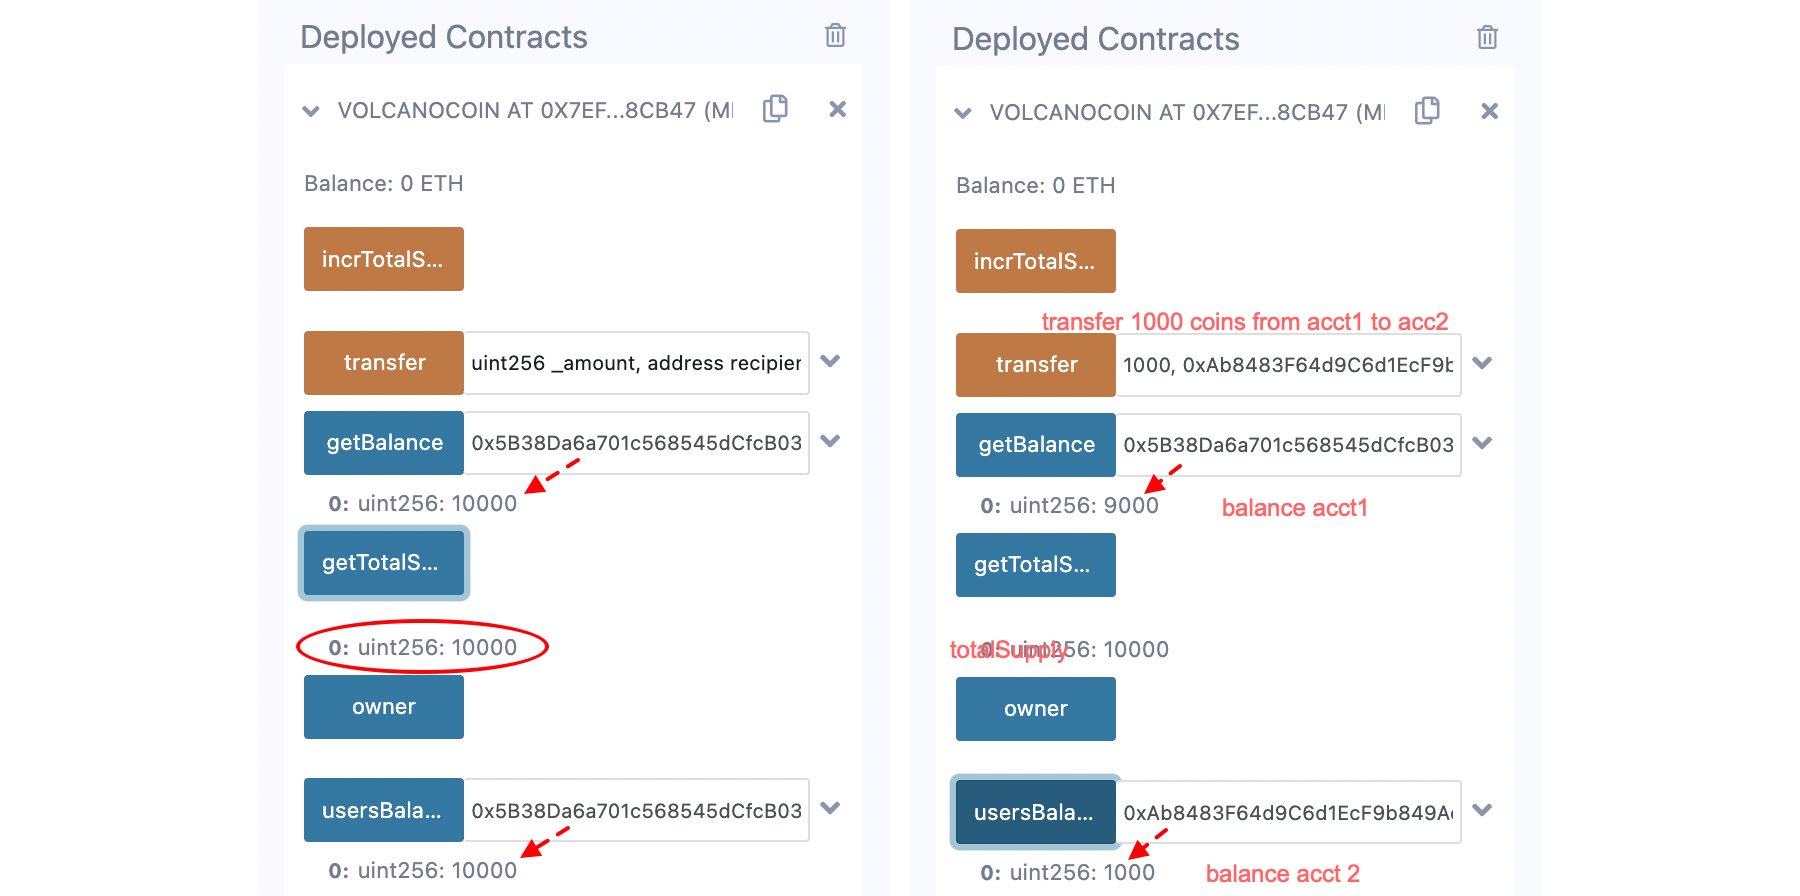 Deployed Contracts
VOLCANOCOIN AT 0X7EF...8CB47 (M
Balance: 0 ETH
incrTotalS...
transfer
uint256 _amount, address recipien
getBalance
0x5B38Da6a701c568545dCfcB03
0: uint256: 10000
getTotalS...
0: uint256: 10000
owner
usersBala...
0x5B38Da6a701c568545dCfcB03
0: uint256: 10000
Deployed Contracts
VOLCANOCOIN AT 0X7EF...8CB47 (M
Balance: 0 ETH
incrTotalS...
transfer 1000 coins from acct1 to acc2
transfer
1000, 0xAb8483F64d9C6d1EcF9b
getBalance
0x5B38Da6a701c568545dCfcB03
0: uint256: 9000
balance acct1
getTotalS...
totalSupply
0: uint256: 10000
owner
usersBala...
0xAb8483F64d9C6d1EcF9b849A
0: uint256: 1000
balance acct 2